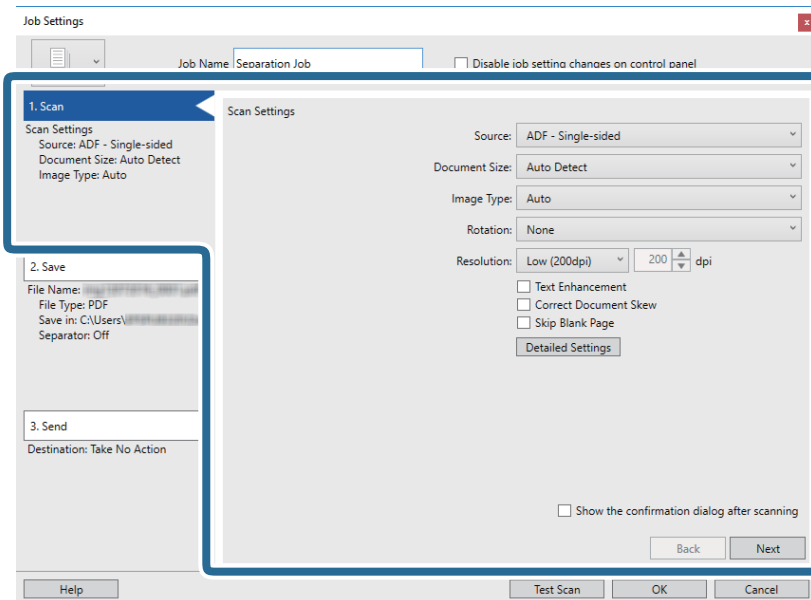 Job Settings
x
Job Name Separation Job
Disable job setting changes on control panel
1. Scan
Scan Settings
Source: ADF - Single-sided
Document Size: Auto Detect
Image Type: Auto
2. Save
File Name:
File Type: PDF
Save in: C:\Users\
Separator: Off
3. Send
Destination: Take No Action
Scan Settings
Source: ADF - Single-sided
Document Size: Auto Detect
Image Type: Auto
Rotation: None
Resolution: Low (200dpi) 200 dpi
Text Enhancement
Correct Document Skew
Skip Blank Page
Detailed Settings
Show the confirmation dialog after scanning
Back Next
Help Test Scan OK Cancel